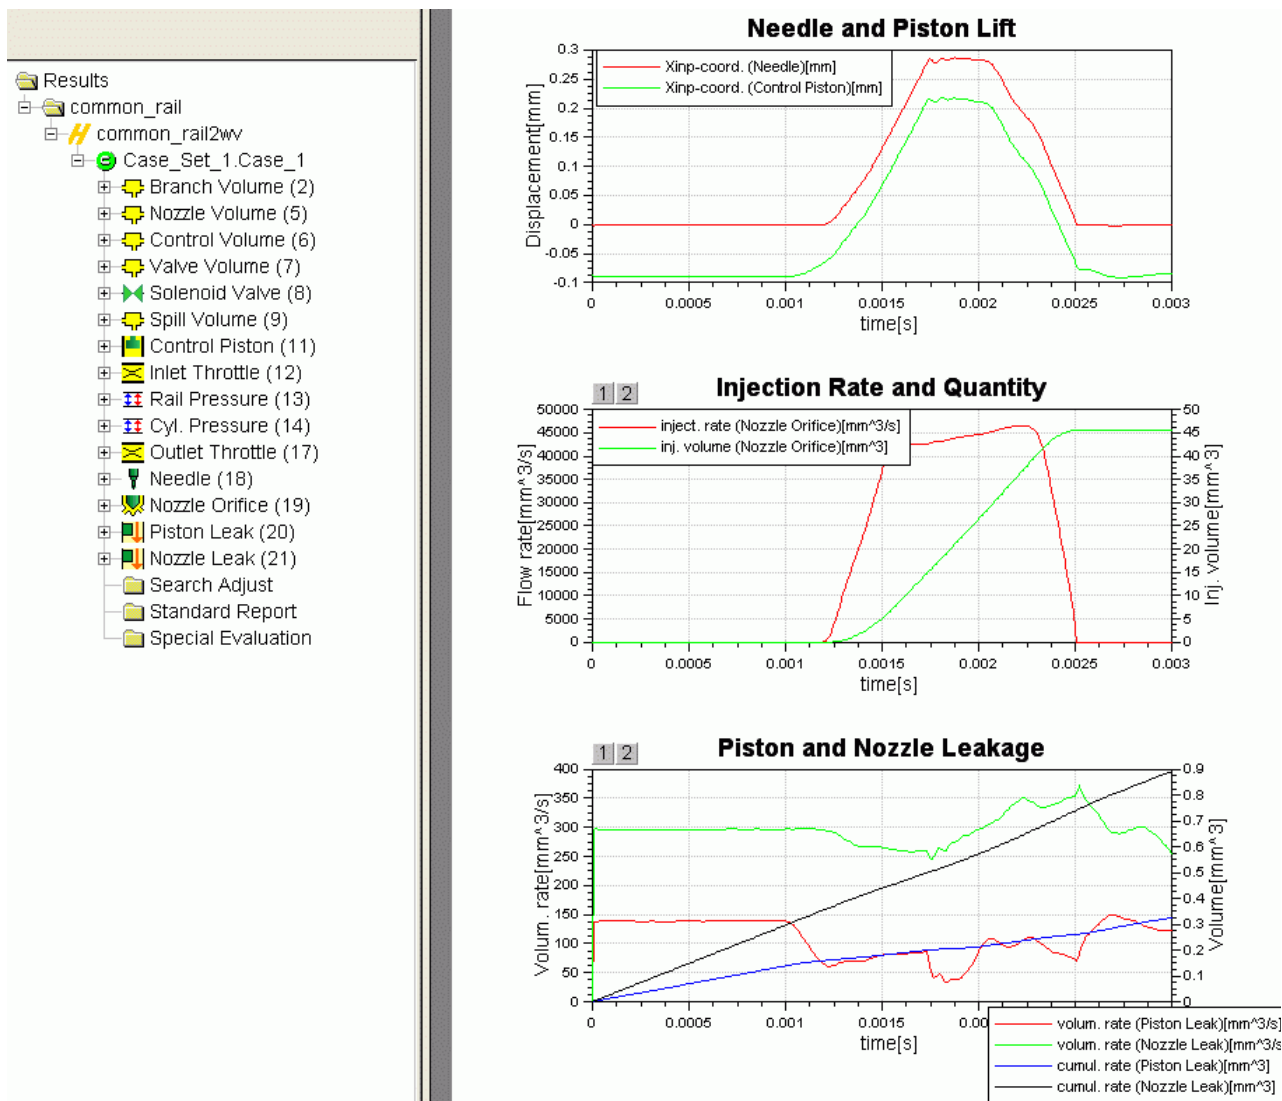 Results
common_rail
common_rail2wv
Case_Set_1.Case_1
Branch Volume (2)
Nozzle Volume (5)
Control Volume (6)
Valve Volume (7)
Solenoid Valve (8)
Spill Volume (9)
Control Piston (11)
Inlet Throttle (12)
Rail Pressure (13)
Cyl. Pressure (14)
Outlet Throttle (17)
Needle (18)
Nozzle Orifice (19)
Piston Leak (20)
Nozzle Leak (21)
Search Adjust
Standard Report
Special Evaluation
Needle and Piston Lift
Displacement[mm]
0.3
0.25
0.2
0.15
0.1
0.05
0
-0.05
-0.1
Xinp-coord. (Needle)[mm]
Xinp-coord. (Control Piston)[mm]
0 0.0005 0.001 0.0015 0.002 0.0025 0.003
time[s]
1 2
Injection Rate and Quantity
Flow rate[mm^3/s]
50000
45000
40000
35000
30000
25000
20000
15000
10000
5000
0
inject. rate (Nozzle Orifice)[mm^3/s]
inj. volume (Nozzle Orifice)[mm^3]
50
45
40
35
30
25
20
15
10
5
0
Inj. volume[mm^3]
0 0.0005 0.001 0.0015 0.002 0.0025 0.003
time[s]
1 2
Piston and Nozzle Leakage
Volum. rate[mm^3/s]
400
350
300
250
200
150
100
50
0
0.9
0.8
0.7
0.6
0.5
0.4
0.3
0.2
0.1
0
Volume[mm^3]
0 0.0005 0.001 0.0015 0.00
time[s]
volum. rate (Piston Leak)[mm^3/s]
volum. rate (Nozzle Leak)[mm^3/s
cumul. rate (Piston Leak)[mm^3]
cumul. rate (Nozzle Leak)[mm^3]